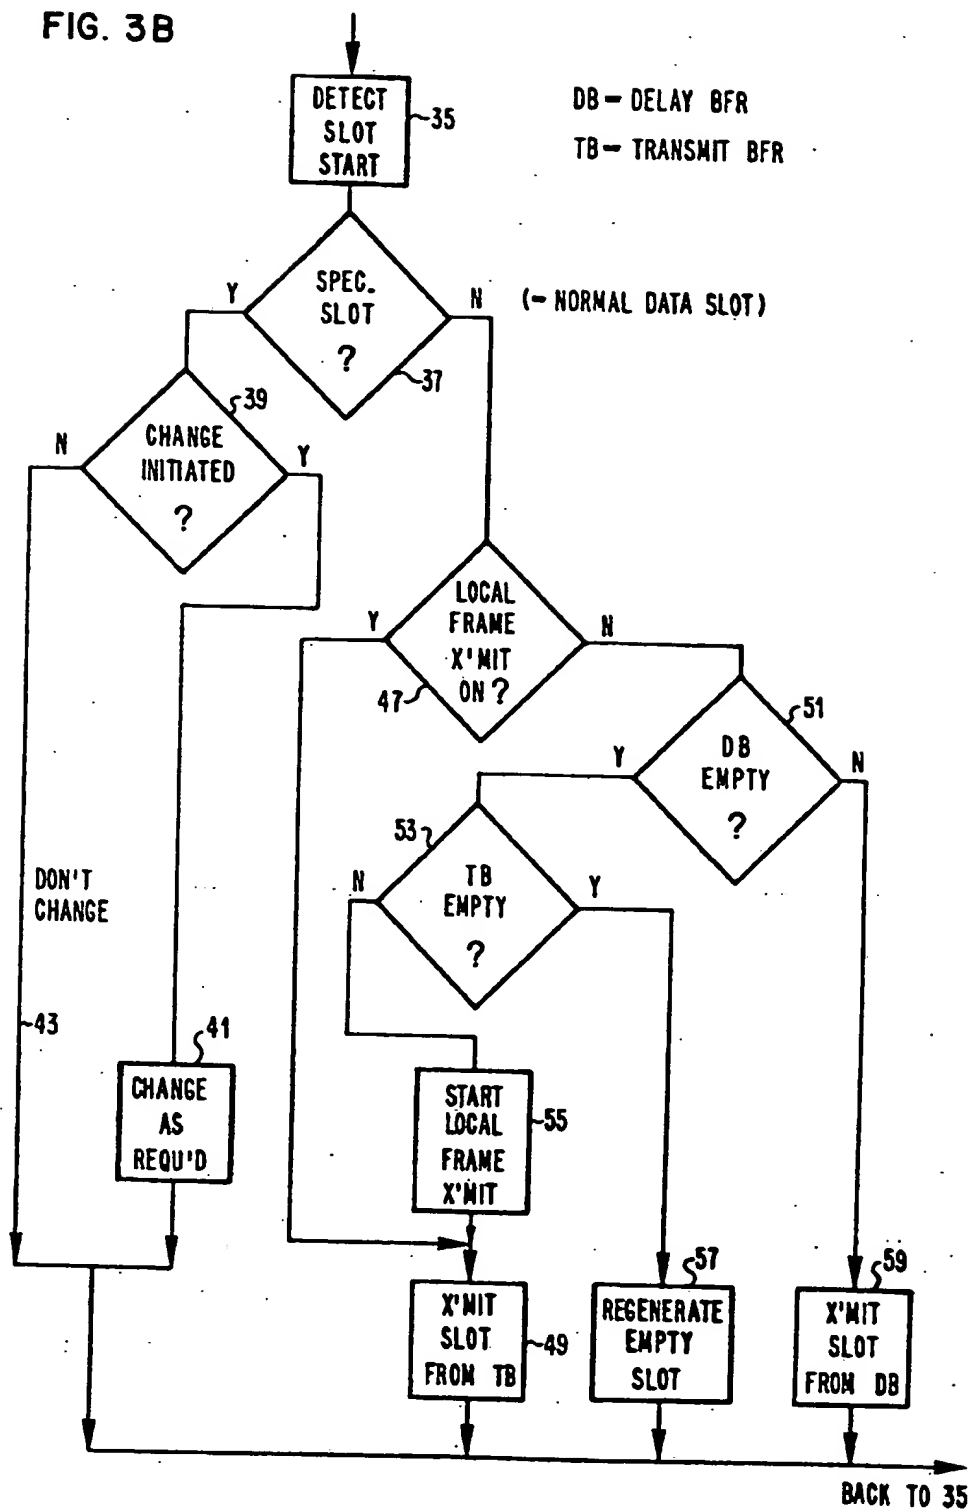 FIG. 3B
DETECT
SLOT
START
35
DB - DELAY BFR
TB - TRANSMIT BFR
SPEC.
SLOT
?
37
Y
N
(- NORMAL DATA SLOT)
39
CHANGE
INITIATED
?
N
Y
LOCAL
FRAME
X'MIT
ON ?
47
Y
N
51
DB
EMPTY
?
Y
N
53
TB
EMPTY
?
N
Y
DON'T
CHANGE
43
41
CHANGE
AS
REQU'D
START
LOCAL
FRAME
X'MIT
55
X'MIT
SLOT
FROM TB
49
57
REGENERATE
EMPTY
SLOT
59
X'MIT
SLOT
FROM DB
BACK TO 35